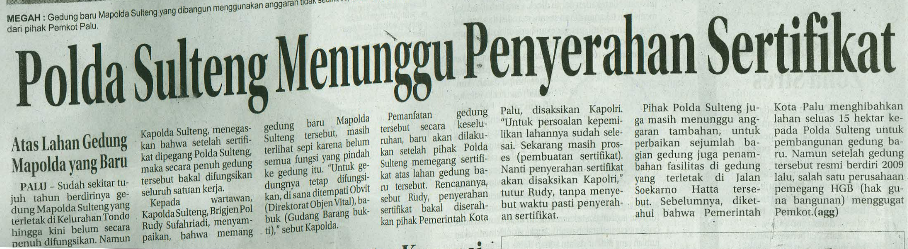 MEGAH : Gedung baru Mapolda Sulteng yang dibangun menggunakan anggaran tidak
dari pihak Pemkot Palu.
Polda Sulteng Menunggu Penyerahan Sertifikat
Atas Lahan Gedung
Mapolda yang Baru
PALU – Sudah sekitar tu-
juh tahun berdirinya ge-
dung Mapolda Sulteng yang
terletak di Kelurahan Tondo
hingga kini belum secara
penuh difungsikan. Namun
Kapolda Sulteng, menegas-
kan bahwa setelah sertifi-
kat dipegang Polda Sulteng,
maka secara penuh gedung
tersebut bakal difungsikan
seluruh satuan kerja.
Kepada wartawan,
Kapolda Sulteng, Brigjen Pol
Rudy Sufahriadi, menyam-
paikan, bahwa memang
gedung baru Mapolda
Sulteng tersebut, masih
terlihat sepi karena belum
semua fungsi yang pindah
ke gedung itu. "Untuk ge-
dungnya tetap difungsi-
kan, di sana ditempati Obvit
(Direktorat Objen Vital), ba-
buk (Gudang Barang buk-
ti)," sebut Kapolda.
Pemanfatan gedung
tersebut secara keselu-
ruhan, baru akan dilaku-
kan setelah pihak Polda
Sulteng memegang sertifi-
kat atas lahan gedung ba-
ru tersebut. Rencananya,
sebut Rudy, penyerahan
sertifikat bakal diserah-
kan pihak Pemerintah Kota
Palu, disaksikan Kapolri.
"Untuk persoalan kepemi-
likan lahannya sudah sele-
sai. Sekarang masih pros-
es (pembuatan sertifikat).
Nanti penyerahan sertifikat
akan disaksikan Kapolri,"
tutur Rudy, tanpa menye-
but waktu pasti penyerah-
an sertifikat.
Pihak Polda Sulteng ju-
ga masih menunggu ang-
garan tambahan, untuk
perbaikan sejumlah ba-
gian gedung juga penam-
bahan fasilitas di gedung
yang terletak di Jalan
Soekarno Hatta terse-
but. Sebelumnya, diket-
ahui bahwa Pemerintah
Kota Palu menghibahkan
lahan seluas 15 hektar ke-
pada Polda Sulteng untuk
pembangunan gedung ba-
ru. Namun setelah gedung
tersebut resmi berdiri 2009
lalu, salah satu perusahaan
pemegang HGB (hak gu-
na bangunan) menggugat
Pemkot.(agg)